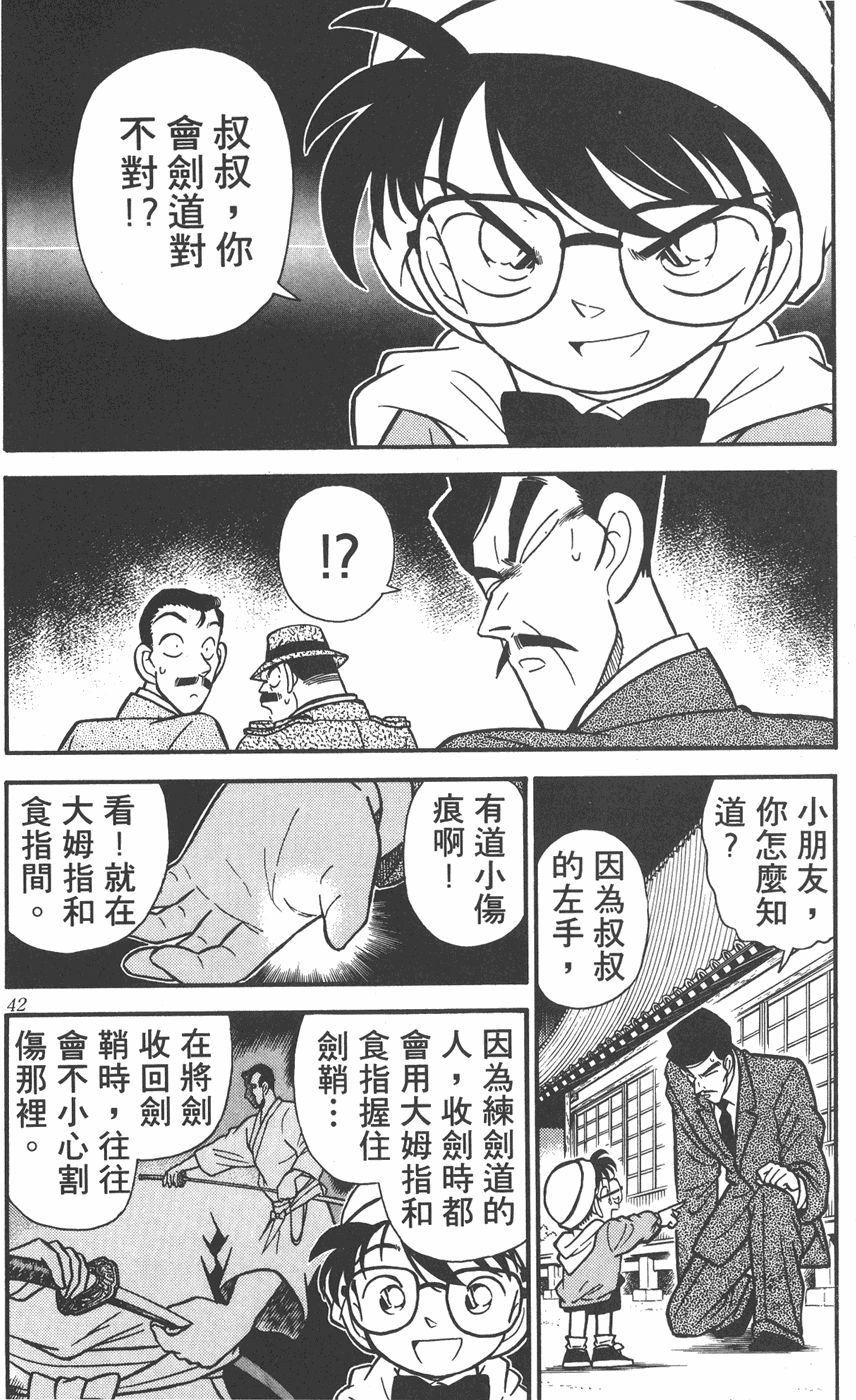 叔叔，你
會劍道對
不對！？
！？
小朋友，
你怎麼知
道？
因為叔叔
的左手，
有道小傷
痕啊！
看！就在
大姆指和
食指間。
因為練劍道的
人，收劍時都
會用大姆指和
食指握住
劍鞘…
在將劍
收回劍
鞘時，往往
會不小心割
傷那裡。
42